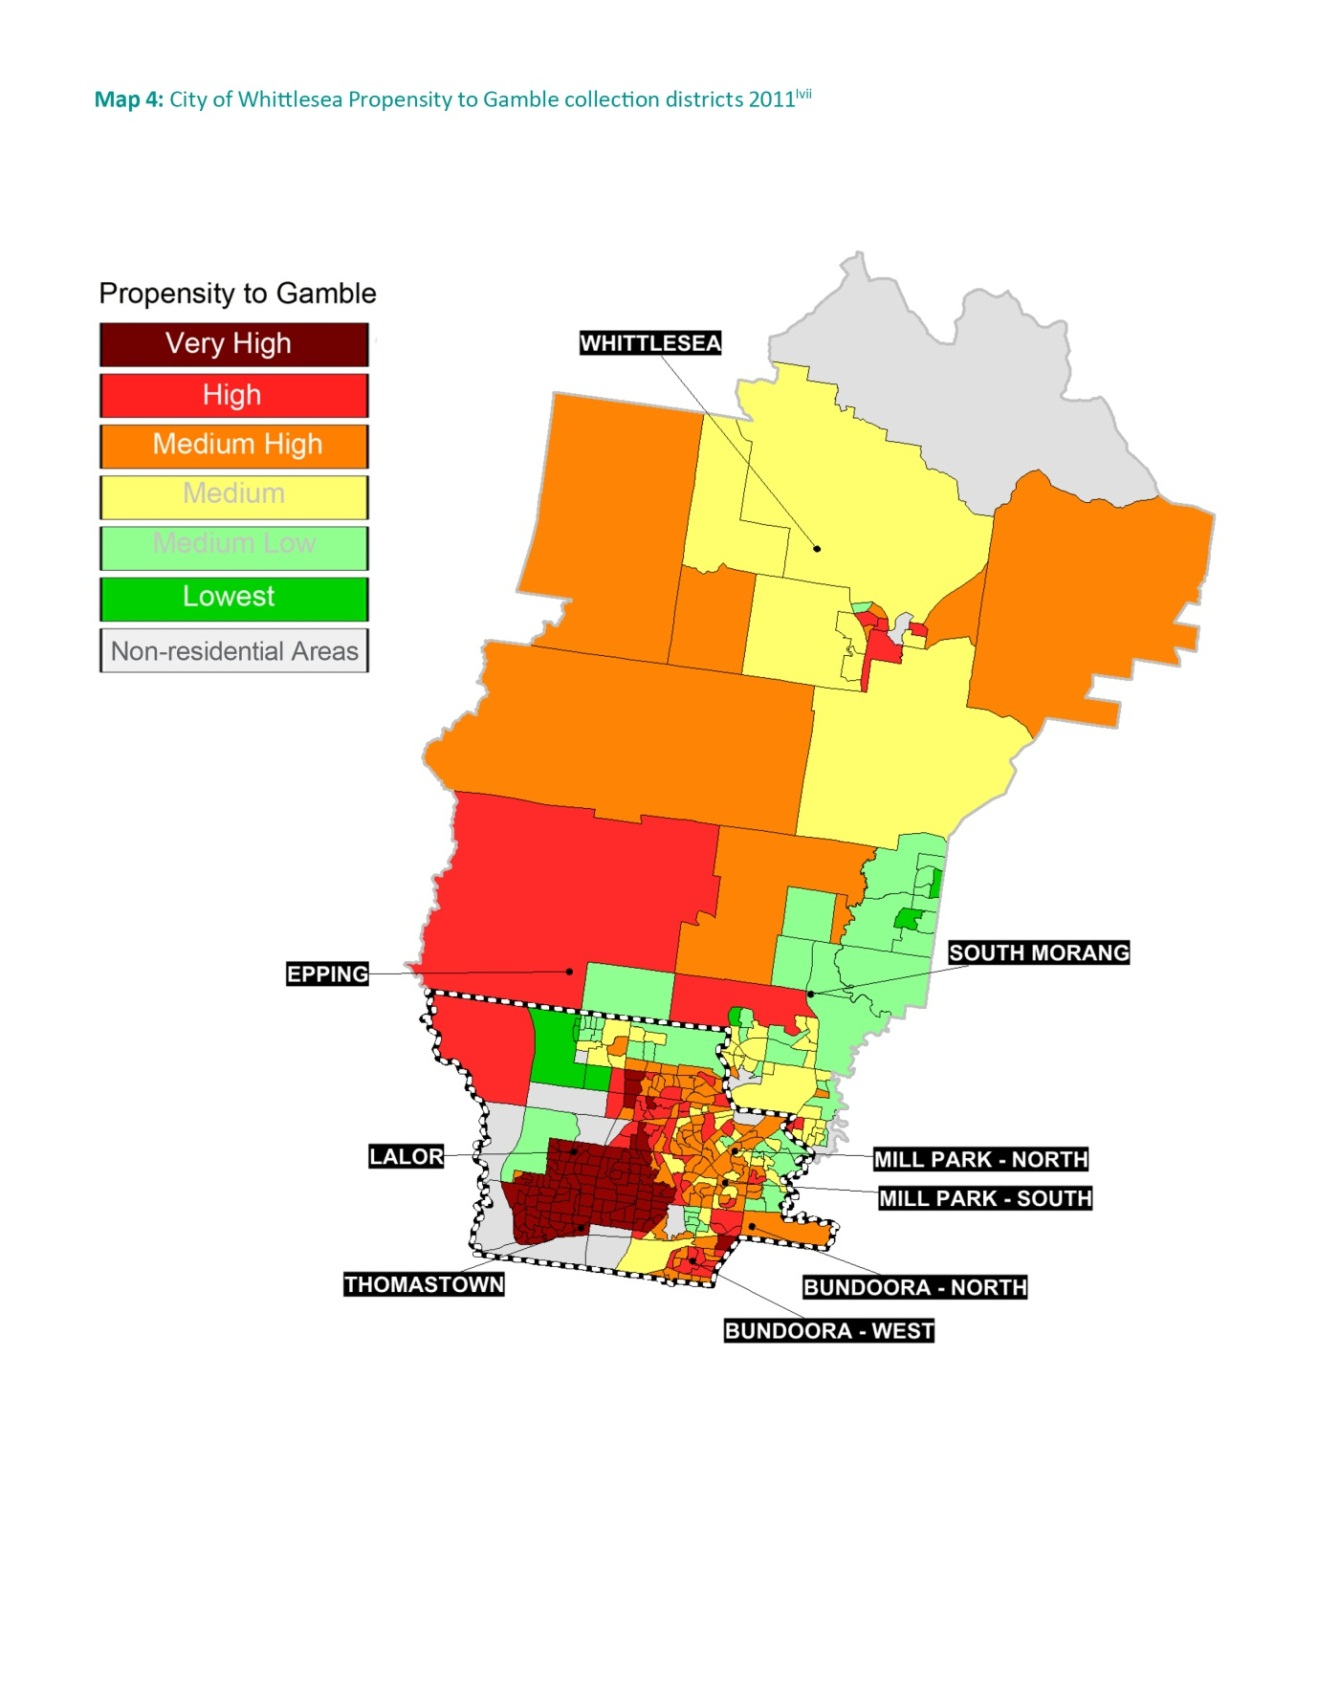 Map 4: City of Whittlesea Propensity to Gamble collection districts 2011lvii
Propensity to Gamble
Very High
High
Medium High
Medium
Medium Low
Lowest
Non-residential Areas
WHITTLESEA
SOUTH MORANG
EPPING
LALOR
MILL PARK - NORTH
MILL PARK - SOUTH
THOMASTOWN
BUNDOORA - NORTH
BUNDOORA - WEST